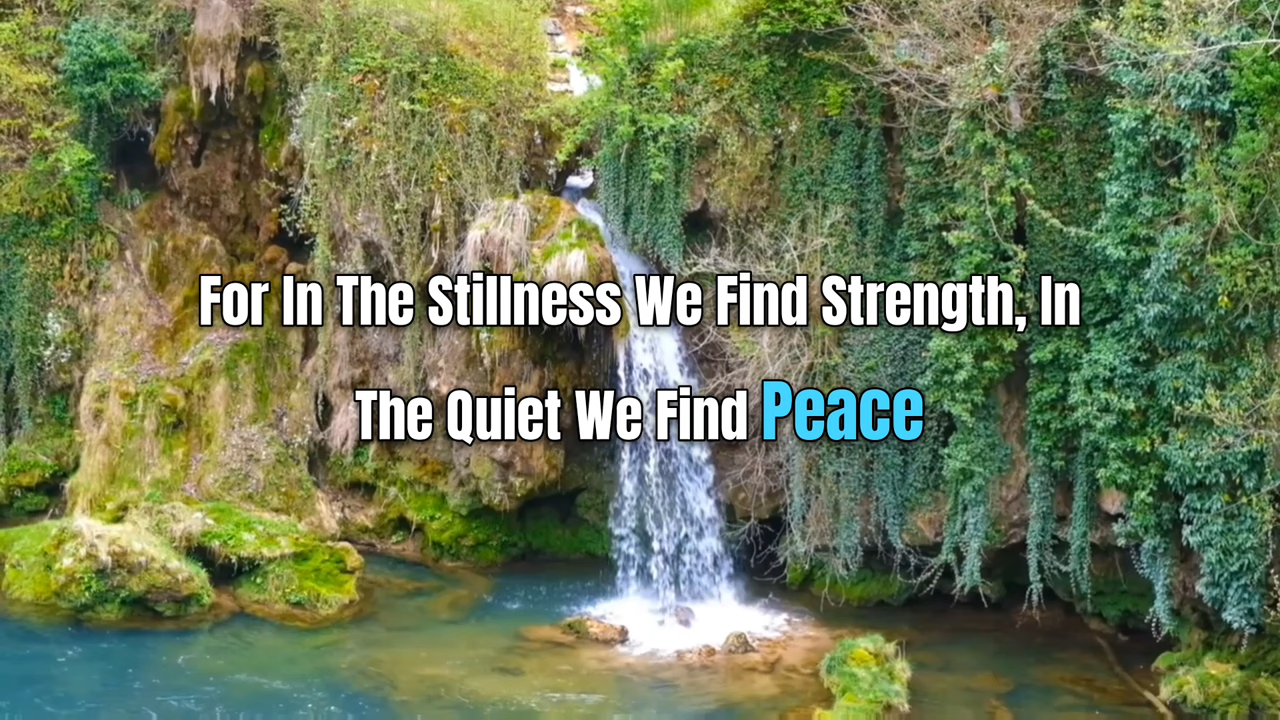 For In The Stillness We Find Strength, In
The Quiet We Find Peace